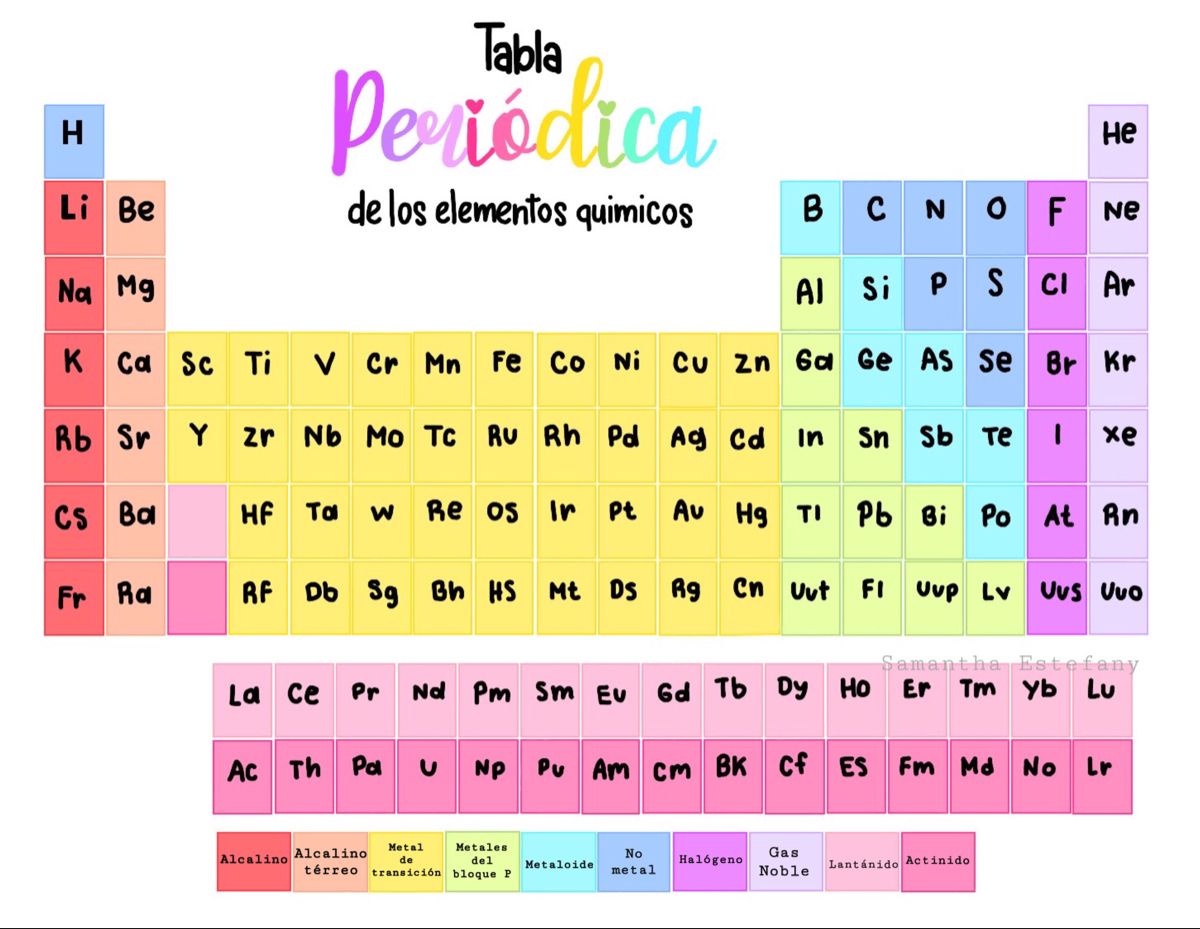 Tabla
Periódica
de los elementos quimicos
H He
Li Be B C N O F Ne
Na Mg Al Si P S Cl Ar
K Ca Sc Ti V Cr Mn Fe Co Ni Cu Zn Ga Ge As Se Br Kr
Rb Sr Y Zr Nb Mo Tc Ru Rh Pd Ag Cd In Sn Sb Te I Xe
Cs Ba Hf Ta W Re Os Ir Pt Au Hg Tl Pb Bi Po At Rn
Fr Ra Rf Db Sg Bh Hs Mt Ds Rg Cn Uut Fl Uup Lv Uus Uuo
Samantha Estefany
La Ce Pr Nd Pm Sm Eu Gd Tb Dy Ho Er Tm Yb Lu
Ac Th Pa U Np Pu Am Cm Bk Cf Es Fm Md No Lr
Alcalino
Alcalino
térreo
Metal
de
transición
Metales
del
bloque P
Metaloide
No
metal
Halógeno
Gas
Noble
Lantánido
Actinido